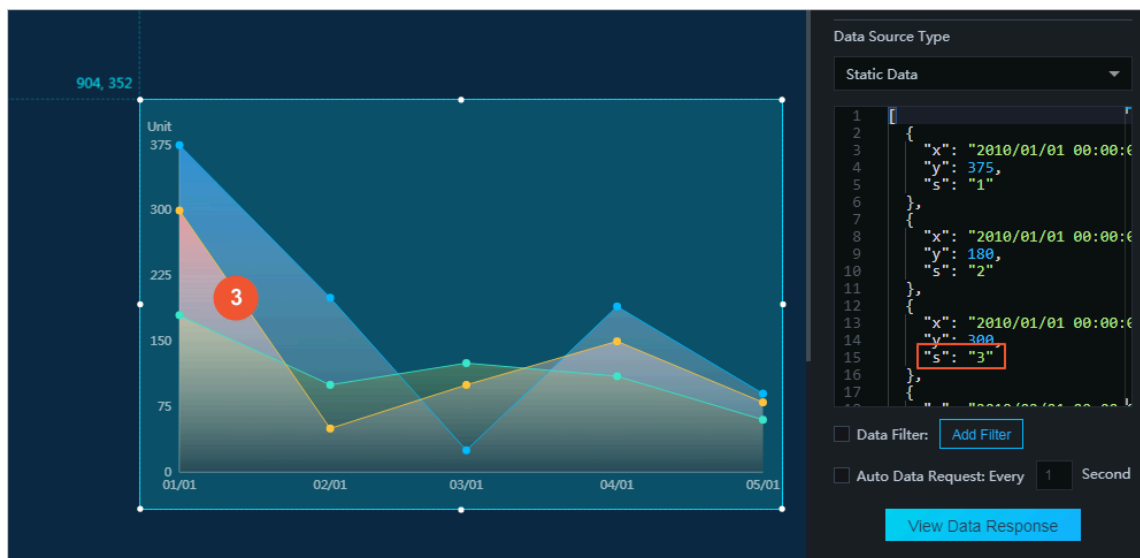 904, 352
Unit
375
300
225
150
75
0
01/01
02/01
03/01
04/01
05/01
3
Data Source Type
Static Data
1 [
2 {
3 "x": "2010/01/01 00:00:0
4 "y": 375,
5 "s": "1"
6 },
7 {
8 "x": "2010/01/01 00:00:0
9 "y": 180,
10 "s": "2"
11 },
12 {
13 "x": "2010/01/01 00:00:0
14 "y": 300,
15 "s": "3"
16 },
17 {
Data Filter: Add Filter
Auto Data Request: Every 1 Second
View Data Response